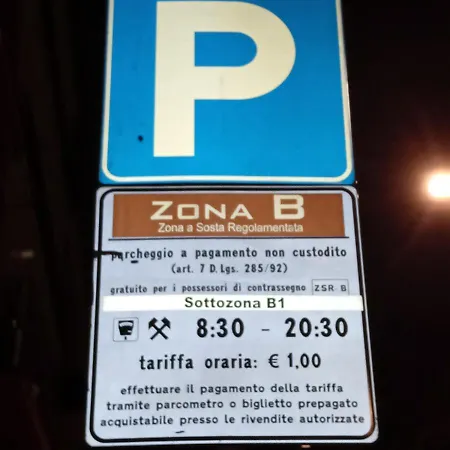 P
ZONA B
Zona a Sosta Regolamentata
parcheggio a pagamento non custodito
(art. 7 D. Lgs. 285/92)
gratuito per i possessori di contrassegno ZSR B
Sottozona B1
8:30 - 20:30
tariffa oraria: € 1,00
effettuare il pagamento della tariffa
tramite parcometro o biglietto prepagato
acquistabile presso le rivendite autorizzate